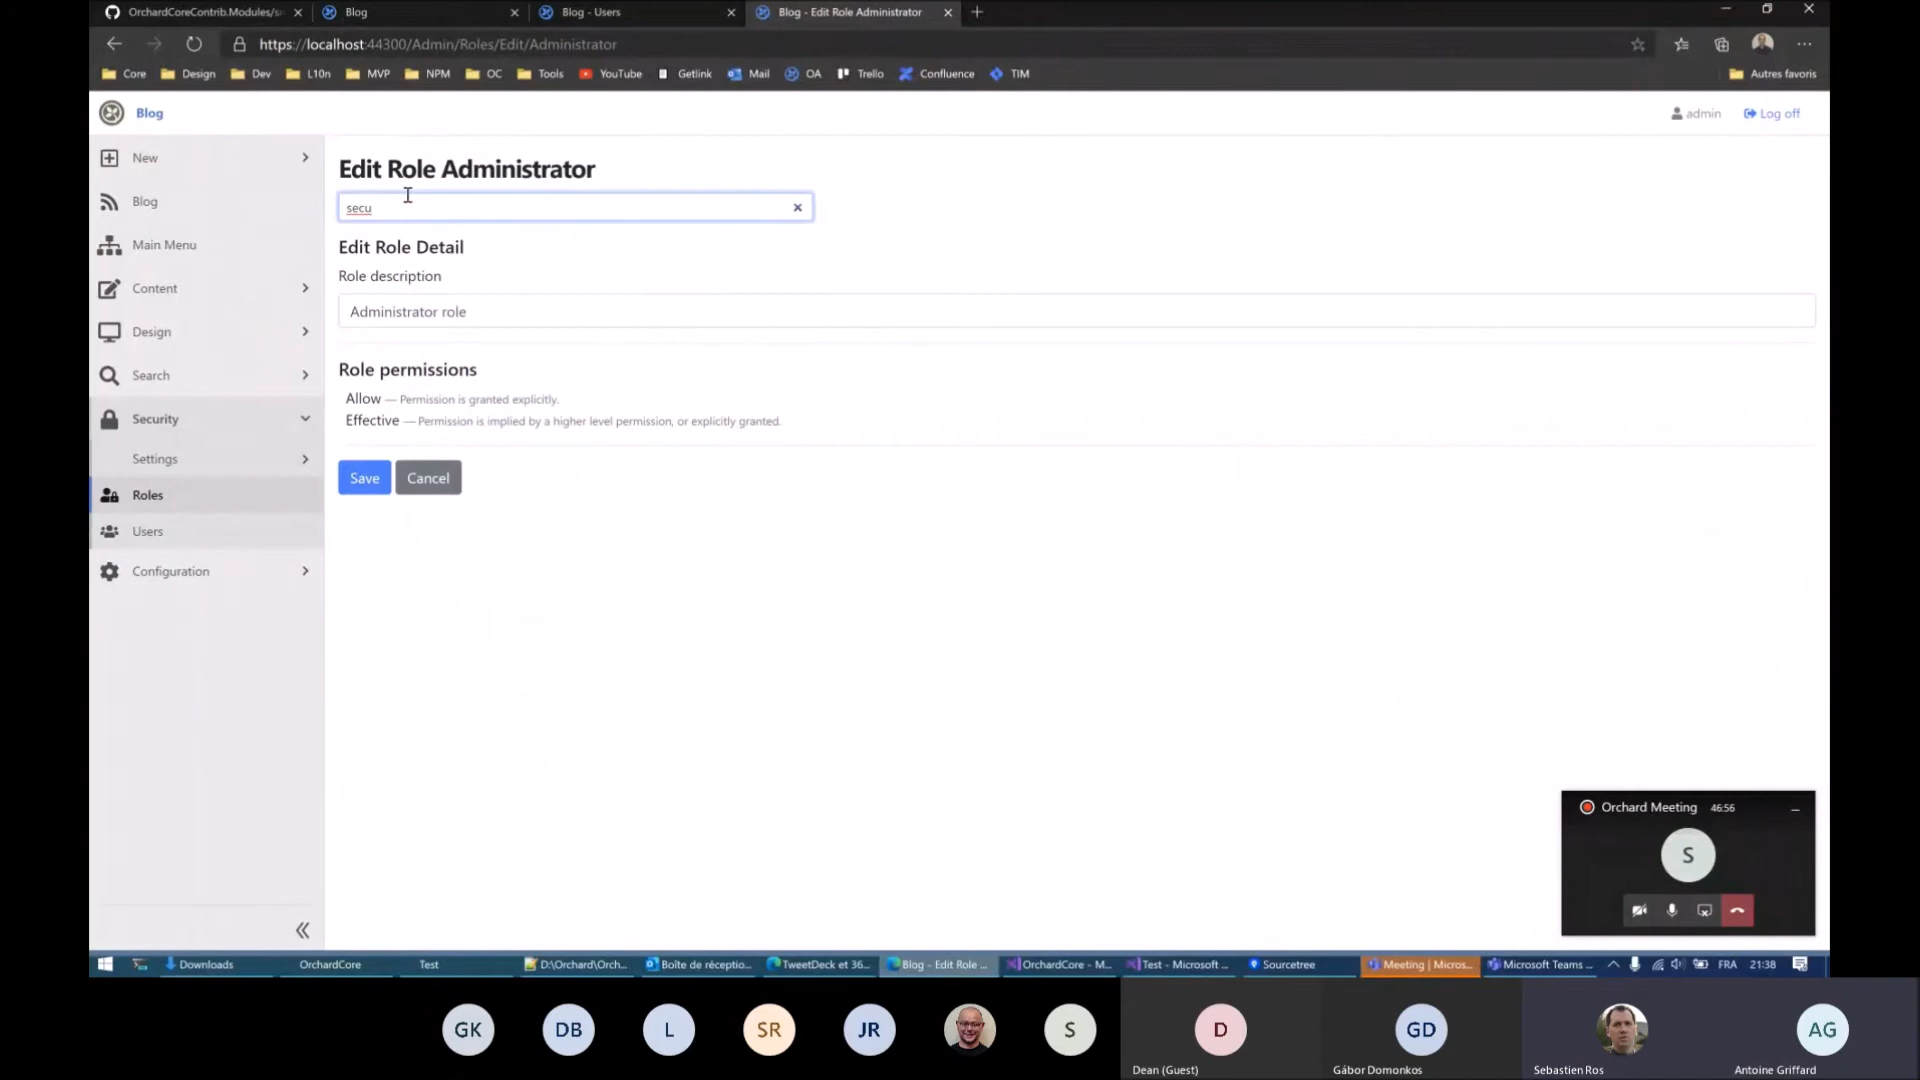 OrchardCoreContrib.Modules/sr
Blog
Blog - Users
Blog - Edit Role Administrator
https://localhost:44300/Admin/Roles/Edit/Administrator
Core
Design
Dev
L10n
MVP
NPM
OC
Tools
YouTube
Getlink
Mail
OA
Trello
Confluence
TIM
Autres favoris
Blog
admin
Log off
New
Blog
Main Menu
Content
Design
Search
Security
Settings
Roles
Users
Configuration
Edit Role Administrator
secu
Edit Role Detail
Role description
Administrator role
Role permissions
Allow — Permission is granted explicitly.
Effective — Permission is implied by a higher level permission, or explicitly granted.
Save
Cancel
Orchard Meeting 46:56
S
Downloads
OrchardCore
Test
D:\Orchard\Orch...
Boîte de réceptio...
TweetDeck et 36...
Blog - Edit Role ...
OrchardCore - M...
Test - Microsoft ...
Sourcetree
Meeting | Micros...
Microsoft Teams ...
FRA
21:38
GK
DB
L
SR
JR
S
D
GD
AG
Dean (Guest)
Gábor Domonkos
Sebastien Ros
Antoine Griffard